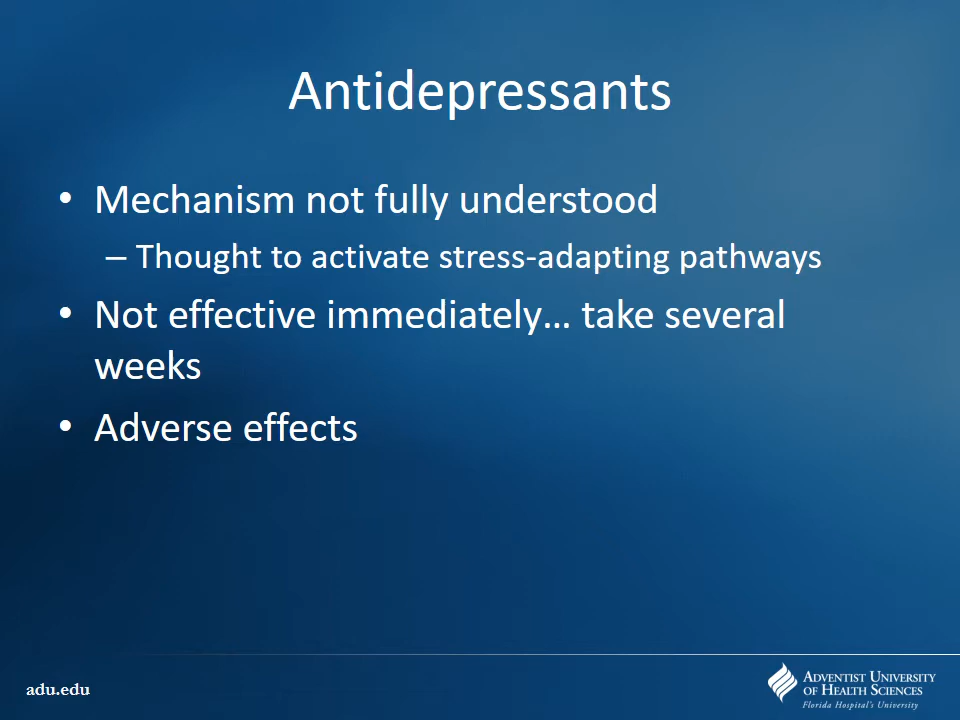 Antidepressants
• Mechanism not fully understood
– Thought to activate stress-adapting pathways
• Not effective immediately… take several
weeks
• Adverse effects
adu.edu
ADVENTIST UNIVERSITY
OF HEALTH SCIENCES
Florida Hospital's University